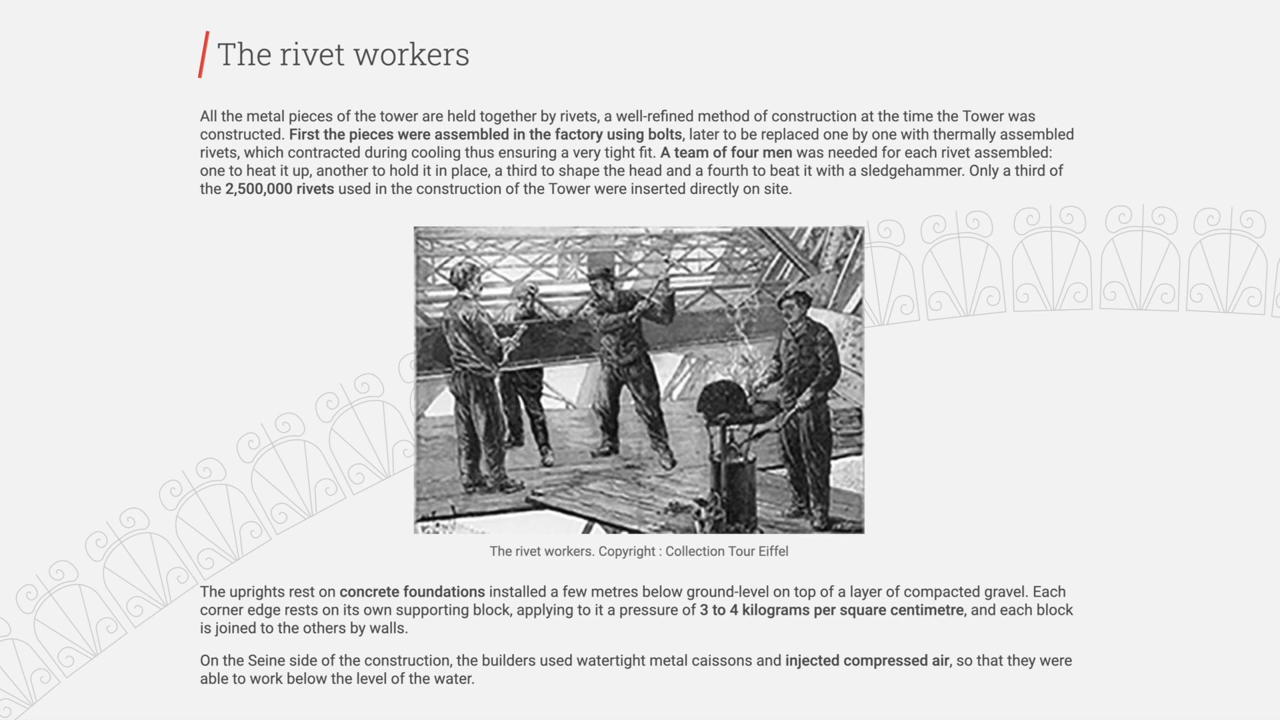 The rivet workers
All the metal pieces of the tower are held together by rivets, a well-refined method of construction at the time the Tower was
constructed. First the pieces were assembled in the factory using bolts, later to be replaced one by one with thermally assembled
rivets, which contracted during cooling thus ensuring a very tight fit. A team of four men was needed for each rivet assembled:
one to heat it up, another to hold it in place, a third to shape the head and a fourth to beat it with a sledgehammer. Only a third of
the 2,500,000 rivets used in the construction of the Tower were inserted directly on site.
The rivet workers. Copyright : Collection Tour Eiffel
The uprights rest on concrete foundations installed a few metres below ground-level on top of a layer of compacted gravel. Each
corner edge rests on its own supporting block, applying to it a pressure of 3 to 4 kilograms per square centimetre, and each block
is joined to the others by walls.
On the Seine side of the construction, the builders used watertight metal caissons and injected compressed air, so that they were
able to work below the level of the water.